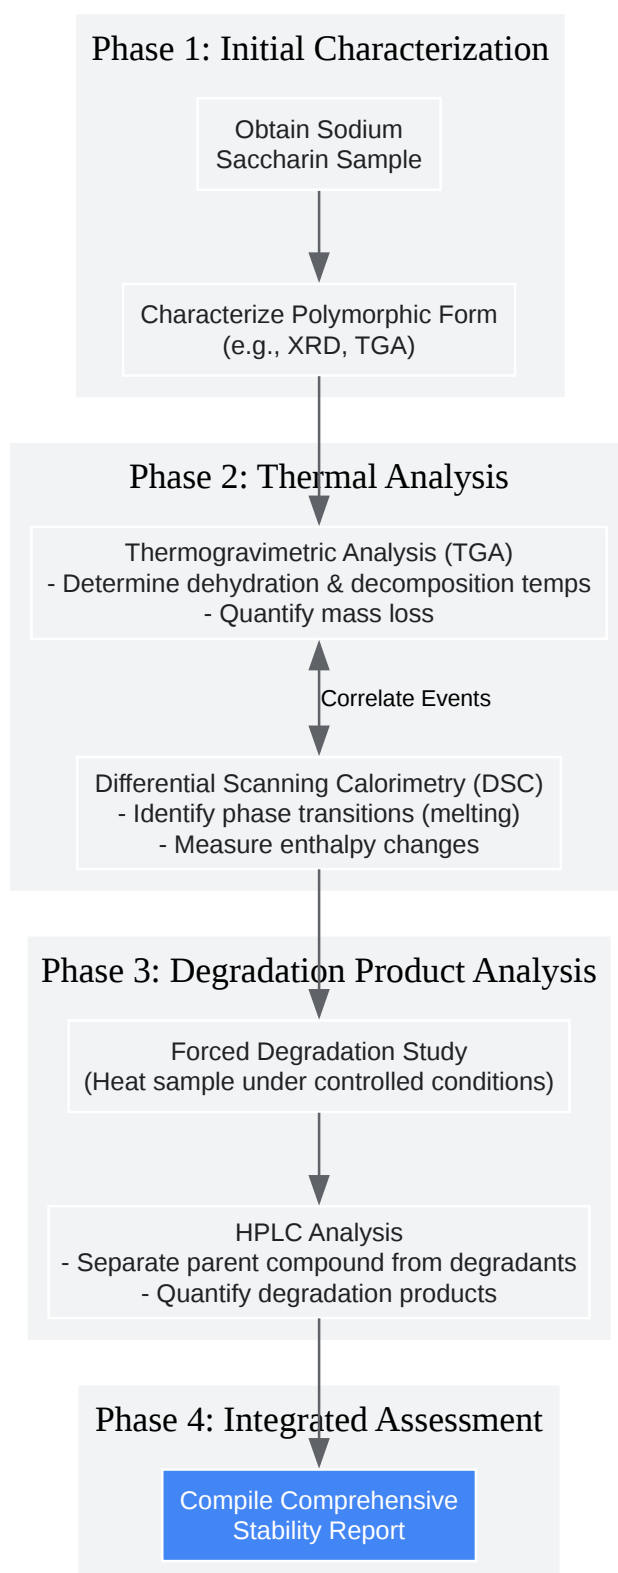 Phase 1: Initial Characterization
Obtain Sodium
Saccharin Sample
Characterize Polymorphic Form
(e.g., XRD, TGA)
Phase 2: Thermal Analysis
Thermogravimetric Analysis (TGA)
- Determine dehydration & decomposition temps
- Quantify mass loss
Correlate Events
Differential Scanning Calorimetry (DSC)
- Identify phase transitions (melting)
- Measure enthalpy changes
Phase 3: Degradation Product Analysis
Forced Degradation Study
(Heat sample under controlled conditions)
HPLC Analysis
- Separate parent compound from degradants
- Quantify degradation products
Phase 4: Integrated Assessment
Compile Comprehensive
Stability Report